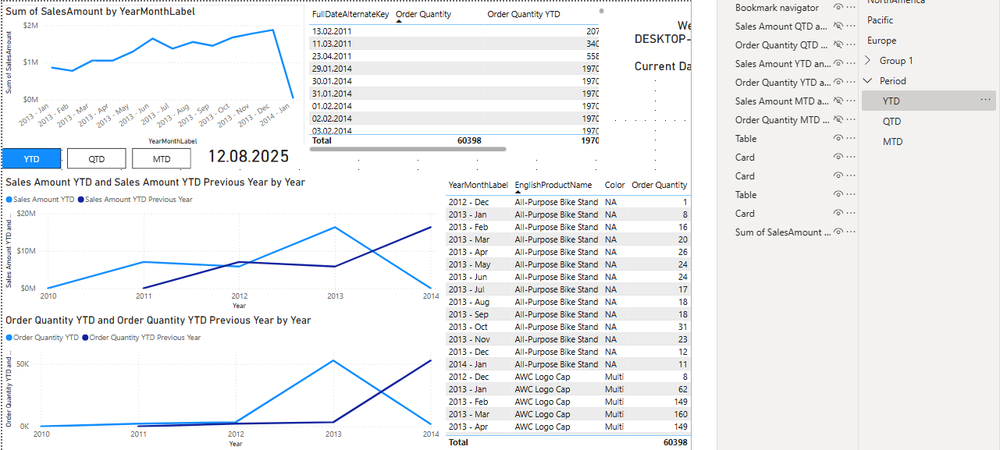 Sum of SalesAmount by YearMonthLabel
Sum of SalesAmount
$2M
$1M
$0M
2013 - Jan
2013 - Feb
2013 - Mar
2013 - Apr
2013 - May
2013 - Jun
2013 - Jul
2013 - Aug
2013 - Sep
2013 - Oct
2013 - Nov
2013 - Dec
2014 - Jan
YearMonthLabel
FullDateAlternateKey Order Quantity Order Quantity YTD
13.02.2011 207
11.03.2011 340
23.04.2011 558
29.01.2014 1970
30.01.2014 1970
31.01.2014 1970
01.02.2014 1970
02.02.2014 1970
03.02.2014 1970
Total 60398 1970
We
DESKTOP-
Current Da
YTD QTD MTD 12.08.2025
Sales Amount YTD and Sales Amount YTD Previous Year by Year
Sales Amount YTD Sales Amount YTD Previous Year
Sales Amount YTD and...
$20M
$10M
$0M
2010 2011 2012 2013 2014
Year
Order Quantity YTD and Order Quantity YTD Previous Year by Year
Order Quantity YTD Order Quantity YTD Previous Year
Order Quantity YTD and...
50K
0K
2010 2011 2012 2013 2014
Year
YearMonthLabel EnglishProductName Color Order Quantity
2012 - Dec All-Purpose Bike Stand NA 1
2013 - Jan All-Purpose Bike Stand NA 8
2013 - Feb All-Purpose Bike Stand NA 16
2013 - Mar All-Purpose Bike Stand NA 20
2013 - Apr All-Purpose Bike Stand NA 26
2013 - May All-Purpose Bike Stand NA 24
2013 - Jun All-Purpose Bike Stand NA 24
2013 - Jul All-Purpose Bike Stand NA 17
2013 - Aug All-Purpose Bike Stand NA 18
2013 - Sep All-Purpose Bike Stand NA 18
2013 - Oct All-Purpose Bike Stand NA 31
2013 - Nov All-Purpose Bike Stand NA 23
2013 - Dec All-Purpose Bike Stand NA 12
2014 - Jan All-Purpose Bike Stand NA 11
2012 - Dec AWC Logo Cap Multi 8
2013 - Jan AWC Logo Cap Multi 62
2013 - Feb AWC Logo Cap Multi 149
2013 - Mar AWC Logo Cap Multi 160
2013 - Apr AWC Logo Cap Multi 149
Total 60398
Bookmark navigator
Sales Amount QTD a...
Order Quantity QTD ...
Sales Amount YTD an...
Order Quantity YTD a...
Sales Amount MTD a...
Order Quantity MTD ...
Table
Card
Card
Table
Card
Sum of SalesAmount ...
NorthAmerica
Pacific
Europe
Group 1
Period
YTD
QTD
MTD